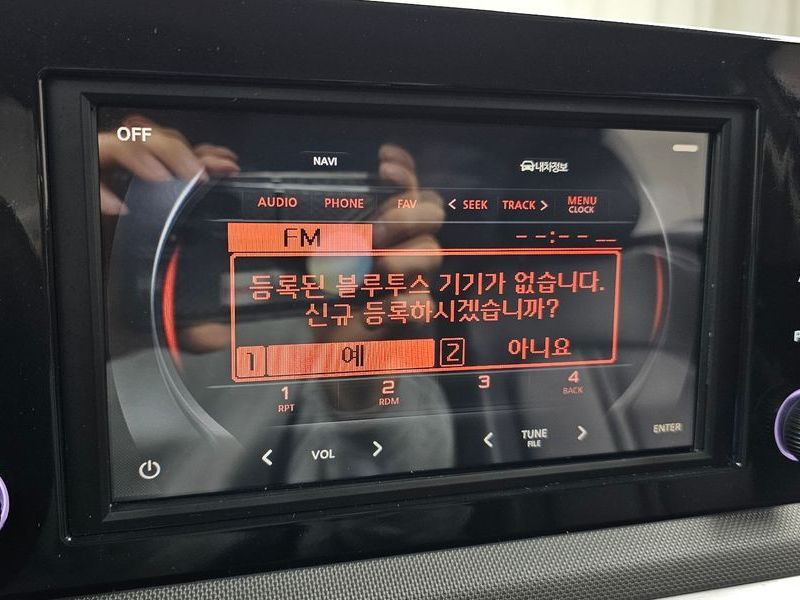 OFF
NAVI
내차정보
AUDIO PHONE FAV < SEEK TRACK > MENU
CLOCK
FM --:-- --
등록된 블루투스 기기가 없습니다.
신규 등록하시겠습니까?
1 예 2 아니요
1 2 3 4
RPT RDM BACK
< VOL > < TUNE > ENTER
FILE